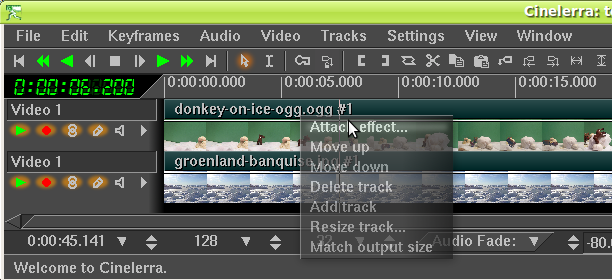 Cinelerra: t
File Edit Keyframes Audio Video Tracks Settings View Window
0:00:06:200 0:00:00.000 0:00:05.000 0:00:10.000 0:00:15.000
Video 1 donkey-on-ice-ogg.ogg #1
Attach effect...
Move up
Video 1 groenland-banquise.jpg #1
Move down
Delete track
Add track
Resize track...
0:00:45.141 128 32 Audio Fade: -80.
Match output size
Welcome to Cinelerra.